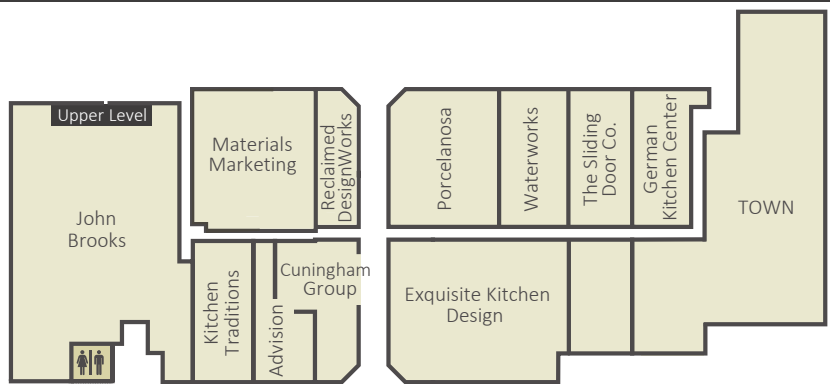 Upper Level
John
Brooks
Materials
Marketing
Reclaimed
DesignWorks
Porcelanosa
Waterworks
The Sliding
Door Co.
German
Kitchen Center
TOWN
Kitchen
Traditions
Advision
Cuningham
Group
Exquisite Kitchen
Design